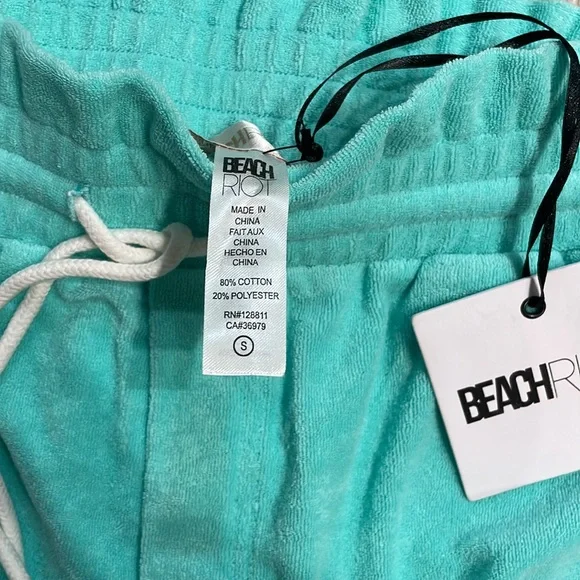 BEACH
RIOT
MADE IN
CHINA
FAIT AUX
CHINA
HECHO EN
CHINA
80% COTTON
20% POLYESTER
RN#128811
CA#36979
S
BEACHRI